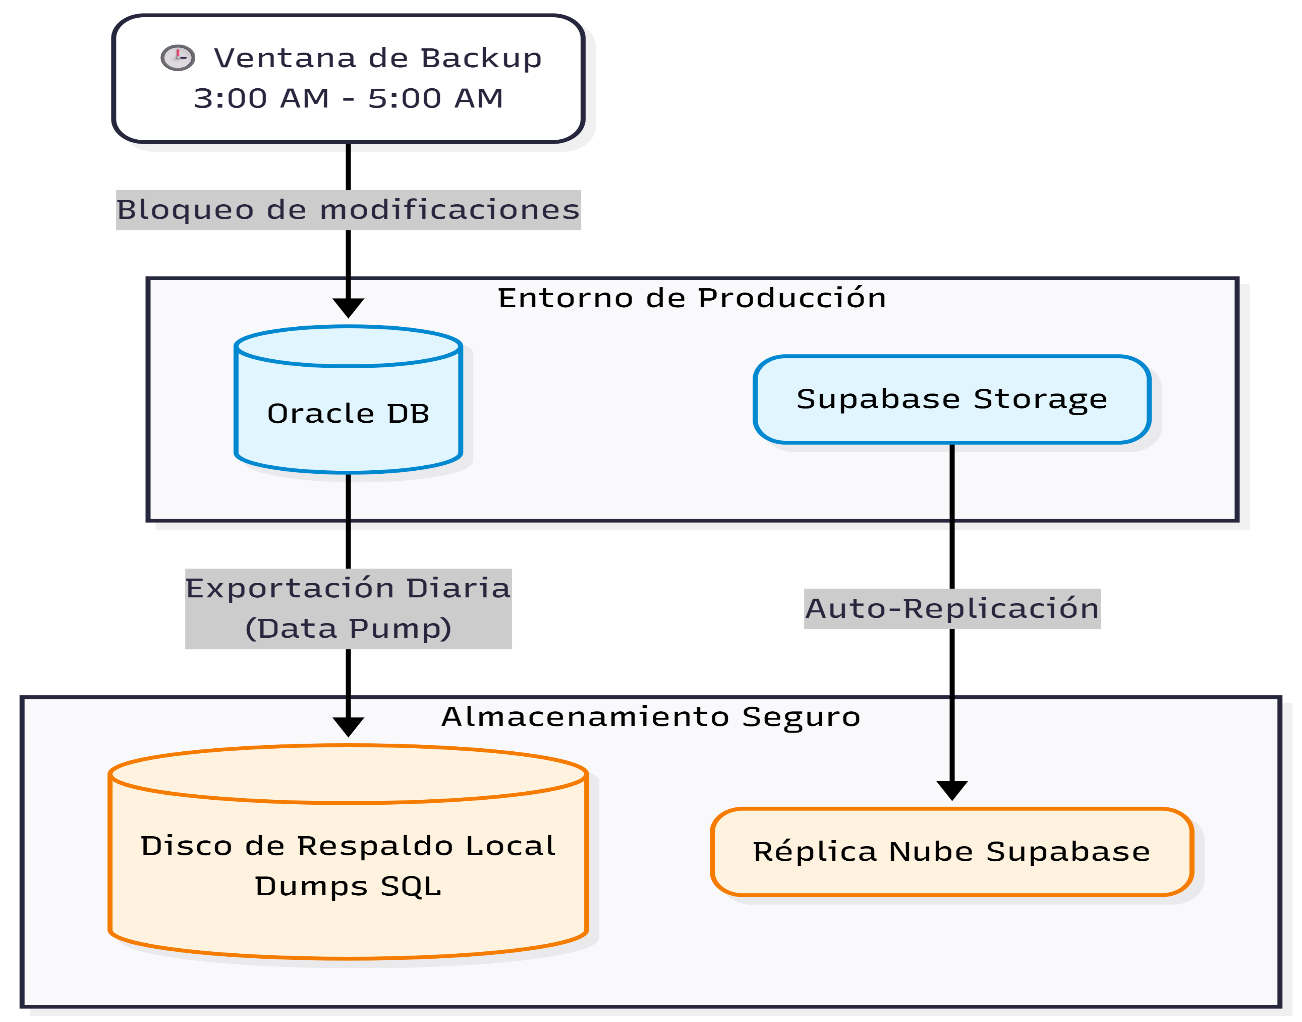 Ventana de Backup
3:00 AM - 5:00 AM
Bloqueo de modificaciones
Entorno de Producción
Oracle DB
Supabase Storage
Exportación Diaria
(Data Pump)
Auto-Replicación
Almacenamiento Seguro
Disco de Respaldo Local
Dumps SQL
Réplica Nube Supabase